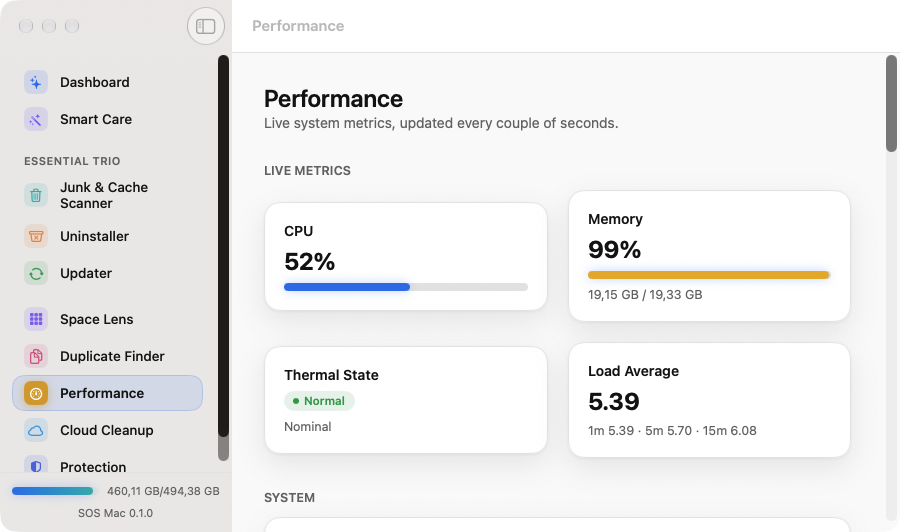 Performance
Dashboard
Smart Care
ESSENTIAL TRIO
Junk & Cache
Scanner
Uninstaller
Updater
Space Lens
Duplicate Finder
Performance
Cloud Cleanup
Protection
460,11 GB/494,38 GB
SOS Mac 0.1.0
Performance
Live system metrics, updated every couple of seconds.
LIVE METRICS
CPU
52%
Memory
99%
19,15 GB / 19,33 GB
Thermal State
Normal
Nominal
Load Average
5.39
1m 5.39 · 5m 5.70 · 15m 6.08
SYSTEM